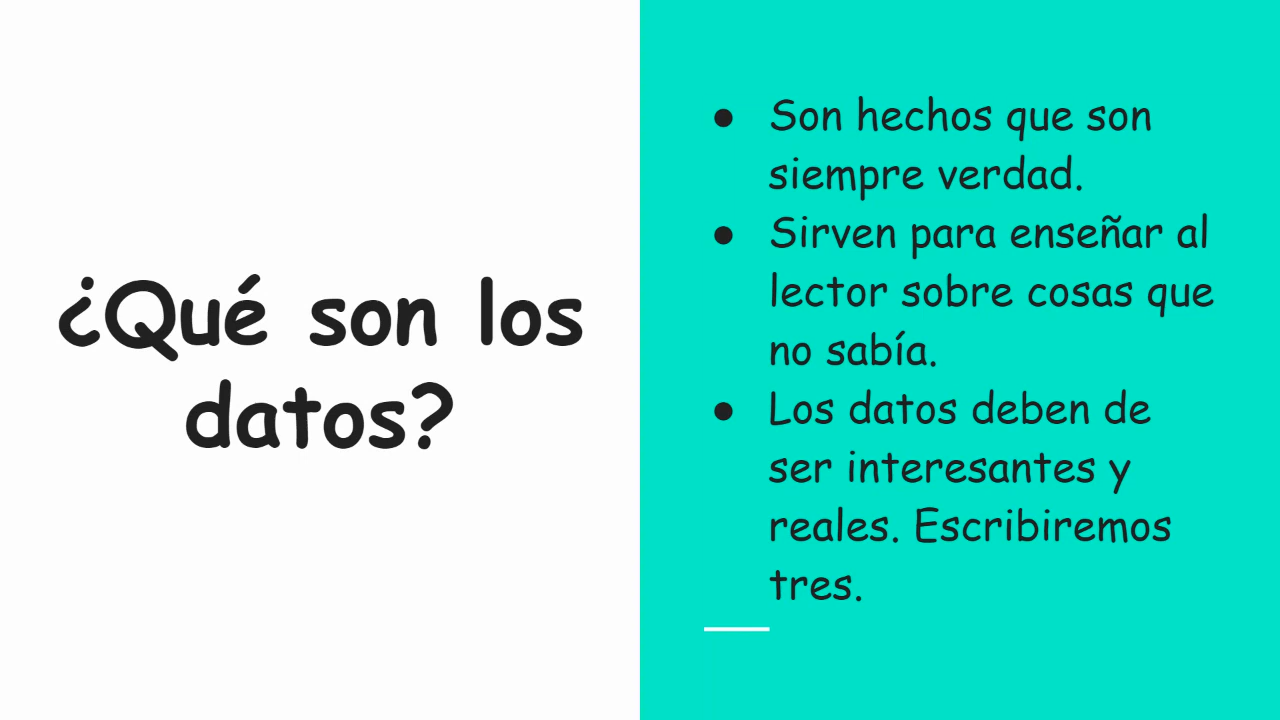 ¿Qué son los
datos?
● Son hechos que son
siempre verdad.
● Sirven para enseñar al
lector sobre cosas que
no sabía.
● Los datos deben de
ser interesantes y
reales. Escribiremos
tres.